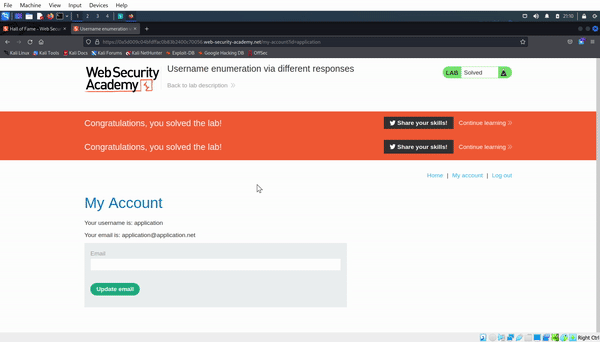 File Machine View Input Devices Help
1 2 3 4
21:10
Hall of Fame - Web Sec
Username enumeration
web-security-academy.net/my-account?id=application
Kali Linux Kali Tools Kali Docs Kali Forums Kali NetHunter Exploit-DB Google Hacking DB OffSec
Web Security
Academy
Username enumeration via different responses
Back to lab description
LAB Solved
Congratulations, you solved the lab!
Share your skills!
Continue learning
Congratulations, you solved the lab!
Share your skills!
Continue learning
Home | My account | Log out
My Account
Your username is: application
Your email is: application@application.net
Email
Update email
Right Ctrl